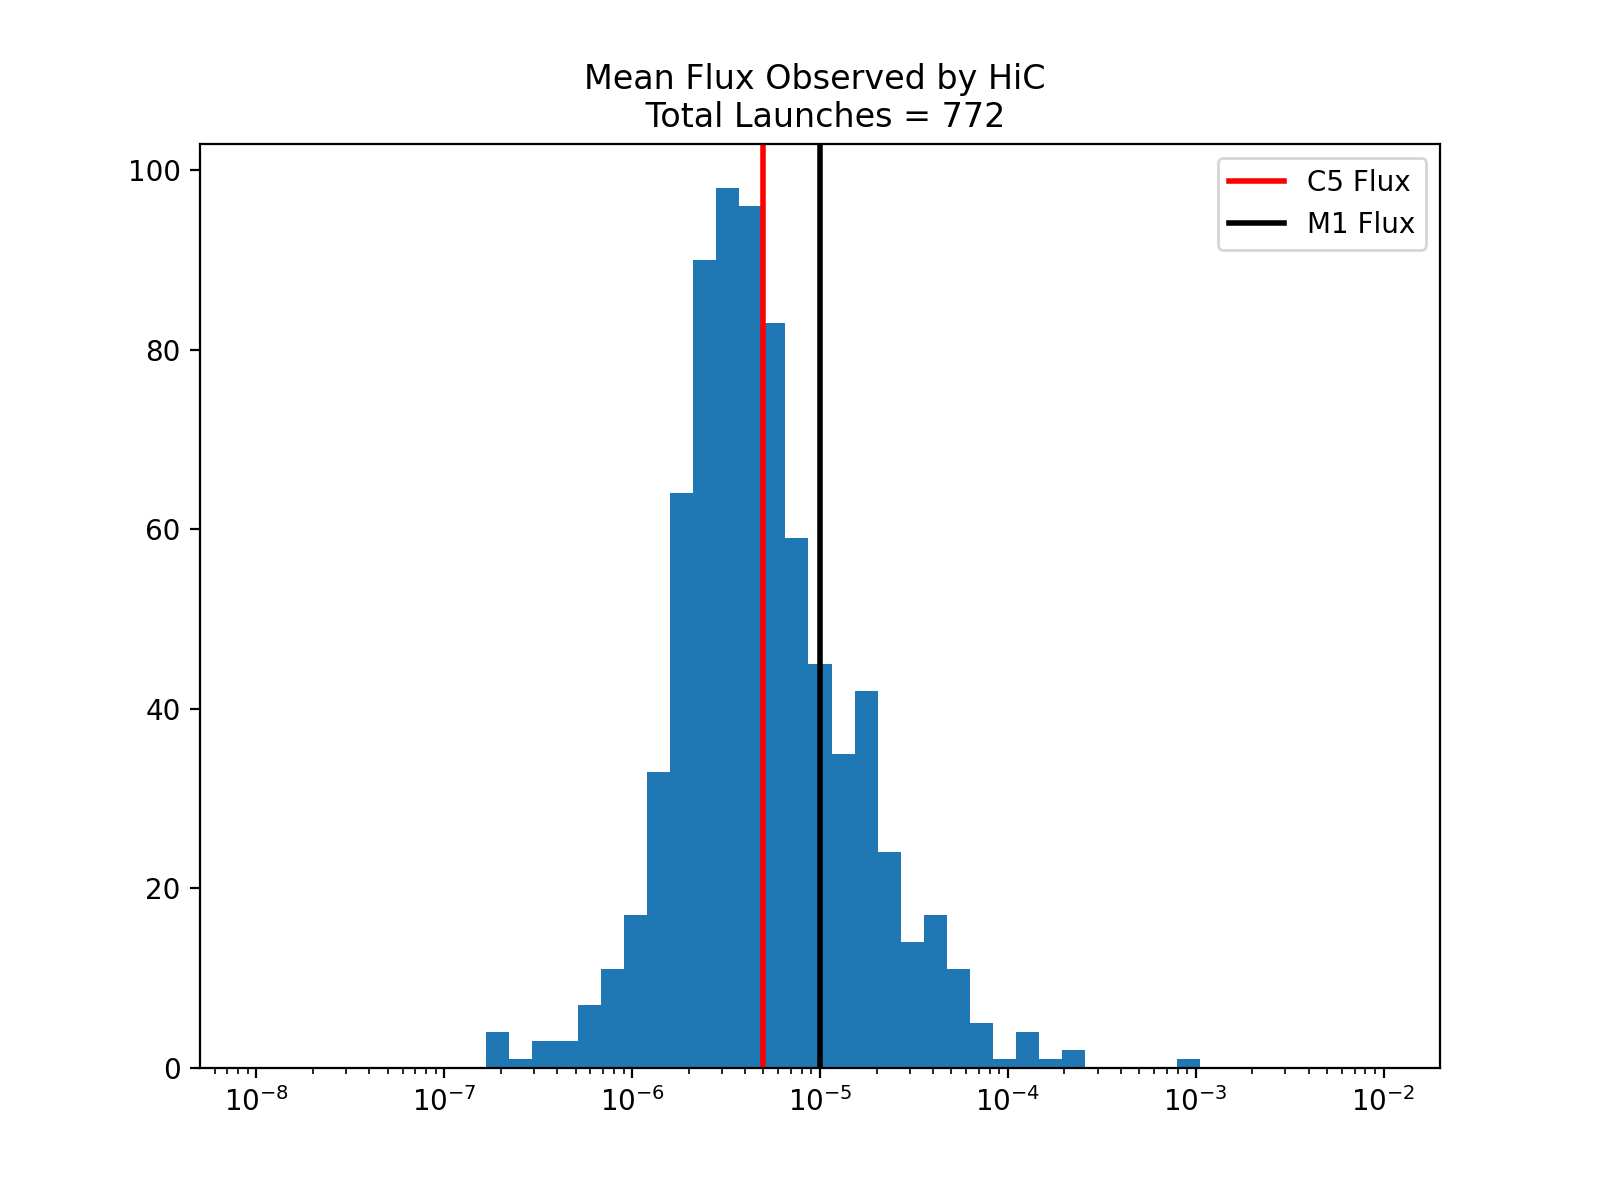 Mean Flux Observed by HiC
Total Launches = 772
C5 Flux
M1 Flux
100
80
60
40
20
0
10⁻⁸ 10⁻⁷ 10⁻⁶ 10⁻⁵ 10⁻⁴ 10⁻³ 10⁻²